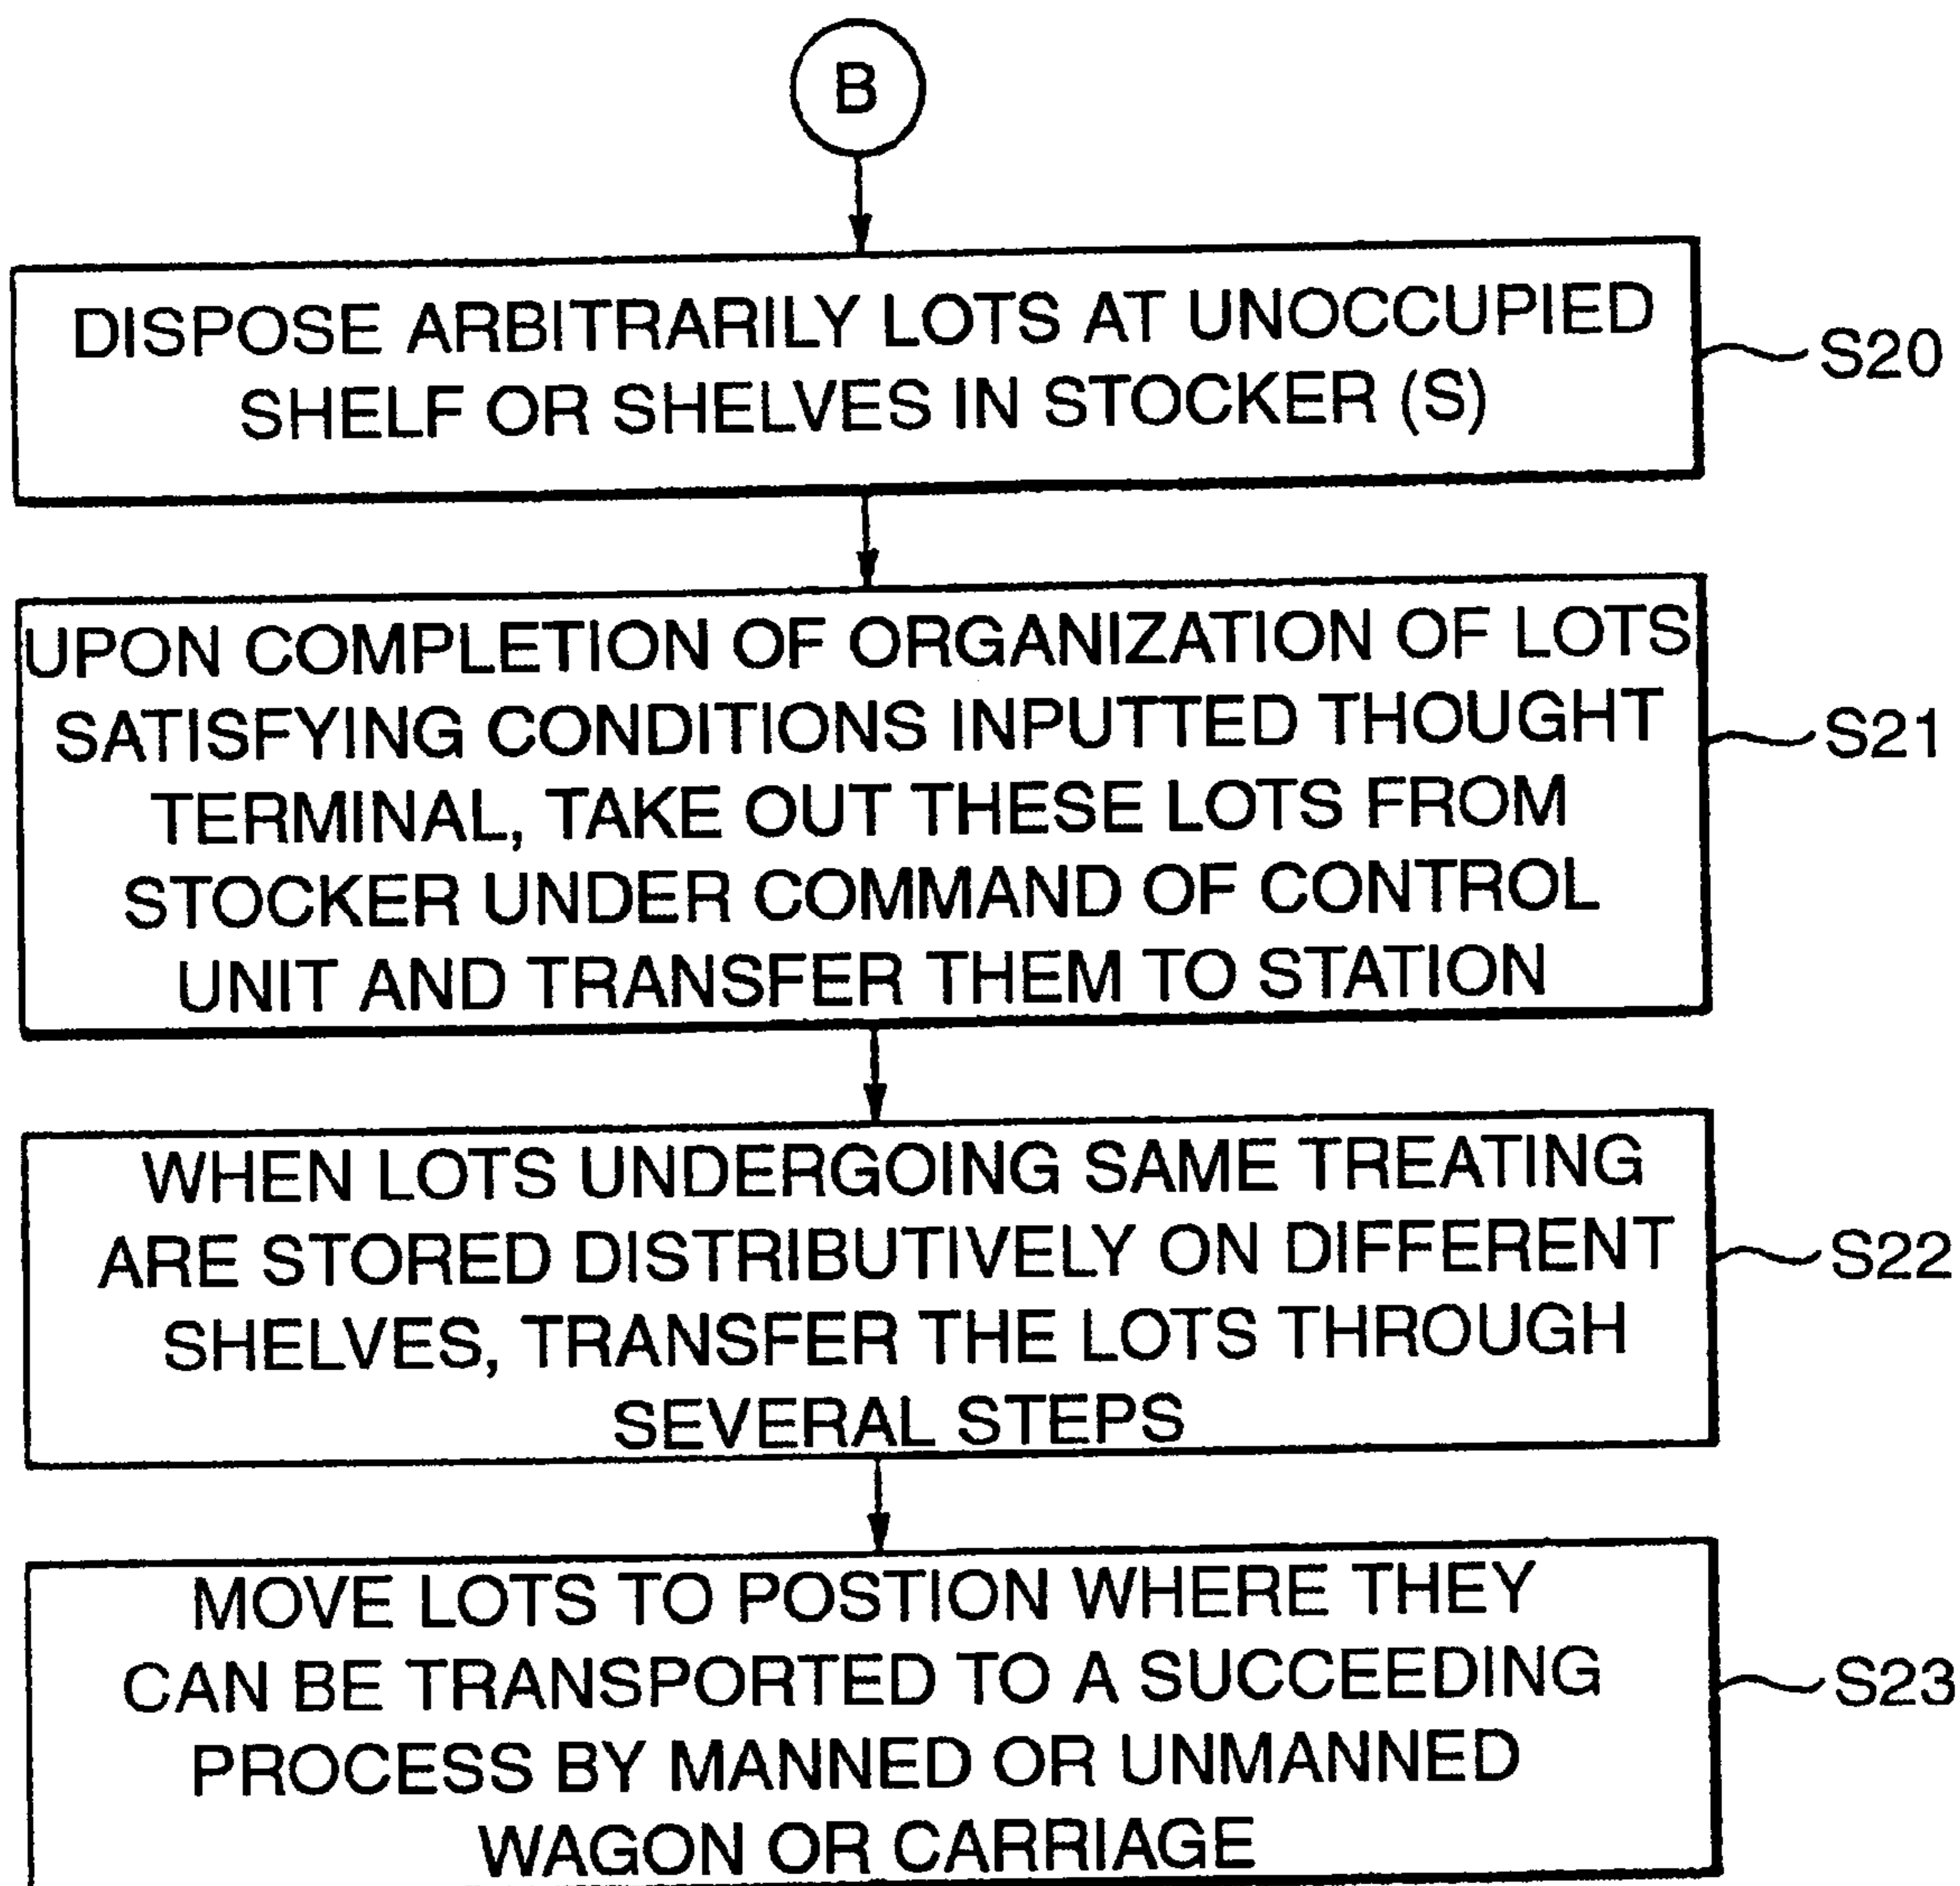 B
DISPOSE ARBITRARILY LOTS AT UNOCCUPIED
SHELF OR SHELVES IN STOCKER (S)
S20
UPON COMPLETION OF ORGANIZATION OF LOTS
SATISFYING CONDITIONS INPUTTED THOUGHT
TERMINAL, TAKE OUT THESE LOTS FROM
STOCKER UNDER COMMAND OF CONTROL
UNIT AND TRANSFER THEM TO STATION
S21
WHEN LOTS UNDERGOING SAME TREATING
ARE STORED DISTRIBUTIVELY ON DIFFERENT
SHELVES, TRANSFER THE LOTS THROUGH
SEVERAL STEPS
S22
MOVE LOTS TO POSTION WHERE THEY
CAN BE TRANSPORTED TO A SUCCEEDING
PROCESS BY MANNED OR UNMANNED
WAGON OR CARRIAGE
S23